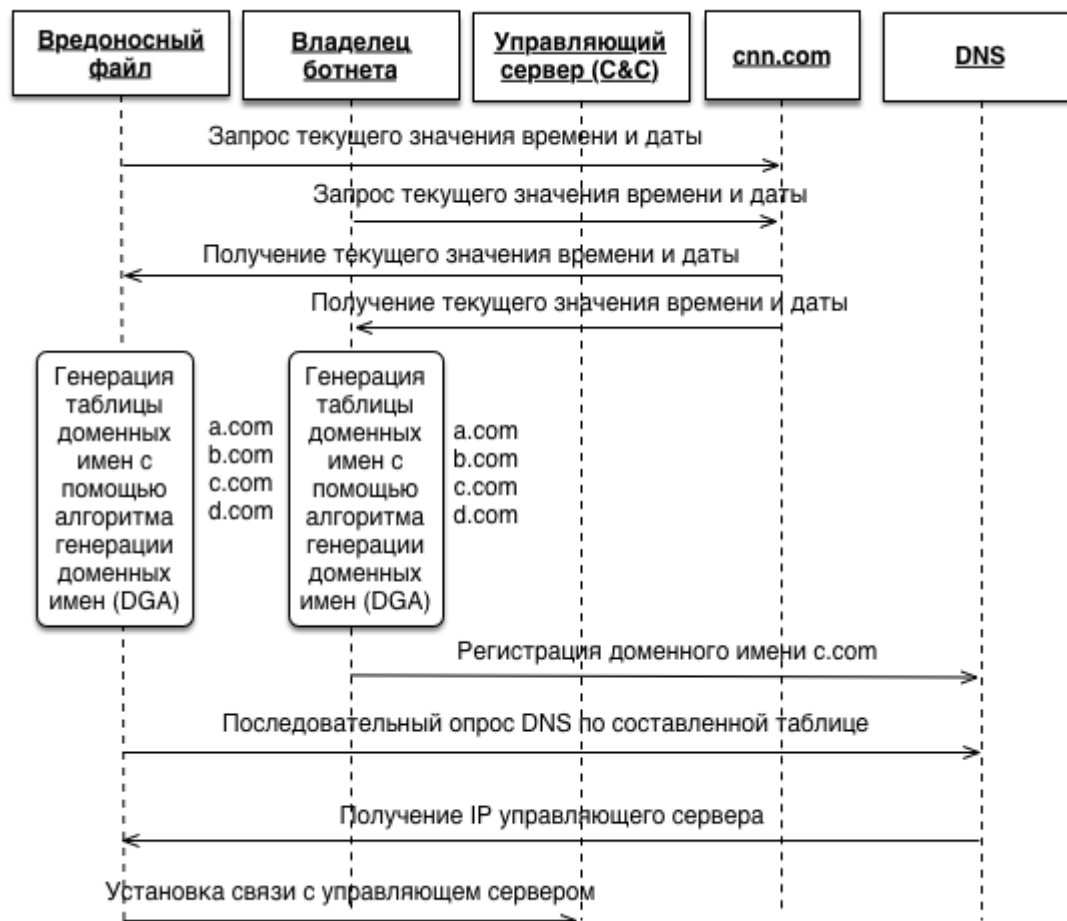 Вредоносный
файл
Владелец
ботнета
Управляющий
сервер (C&C)
cnn.com
DNS
Запрос текущего значения времени и даты
Запрос текущего значения времени и даты
Получение текущего значения времени и даты
Получение текущего значения времени и даты
Генерация
таблицы
доменных
имен с
помощью
алгоритма
генерации
доменных
имен (DGA)
a.com
b.com
c.com
d.com
Генерация
таблицы
доменных
имен с
помощью
алгоритма
генерации
доменных
имен (DGA)
a.com
b.com
c.com
d.com
Регистрация доменного имени c.com
Последовательный опрос DNS по составленной таблице
Получение IP управляющего сервера
Установка связи с управляющем сервером